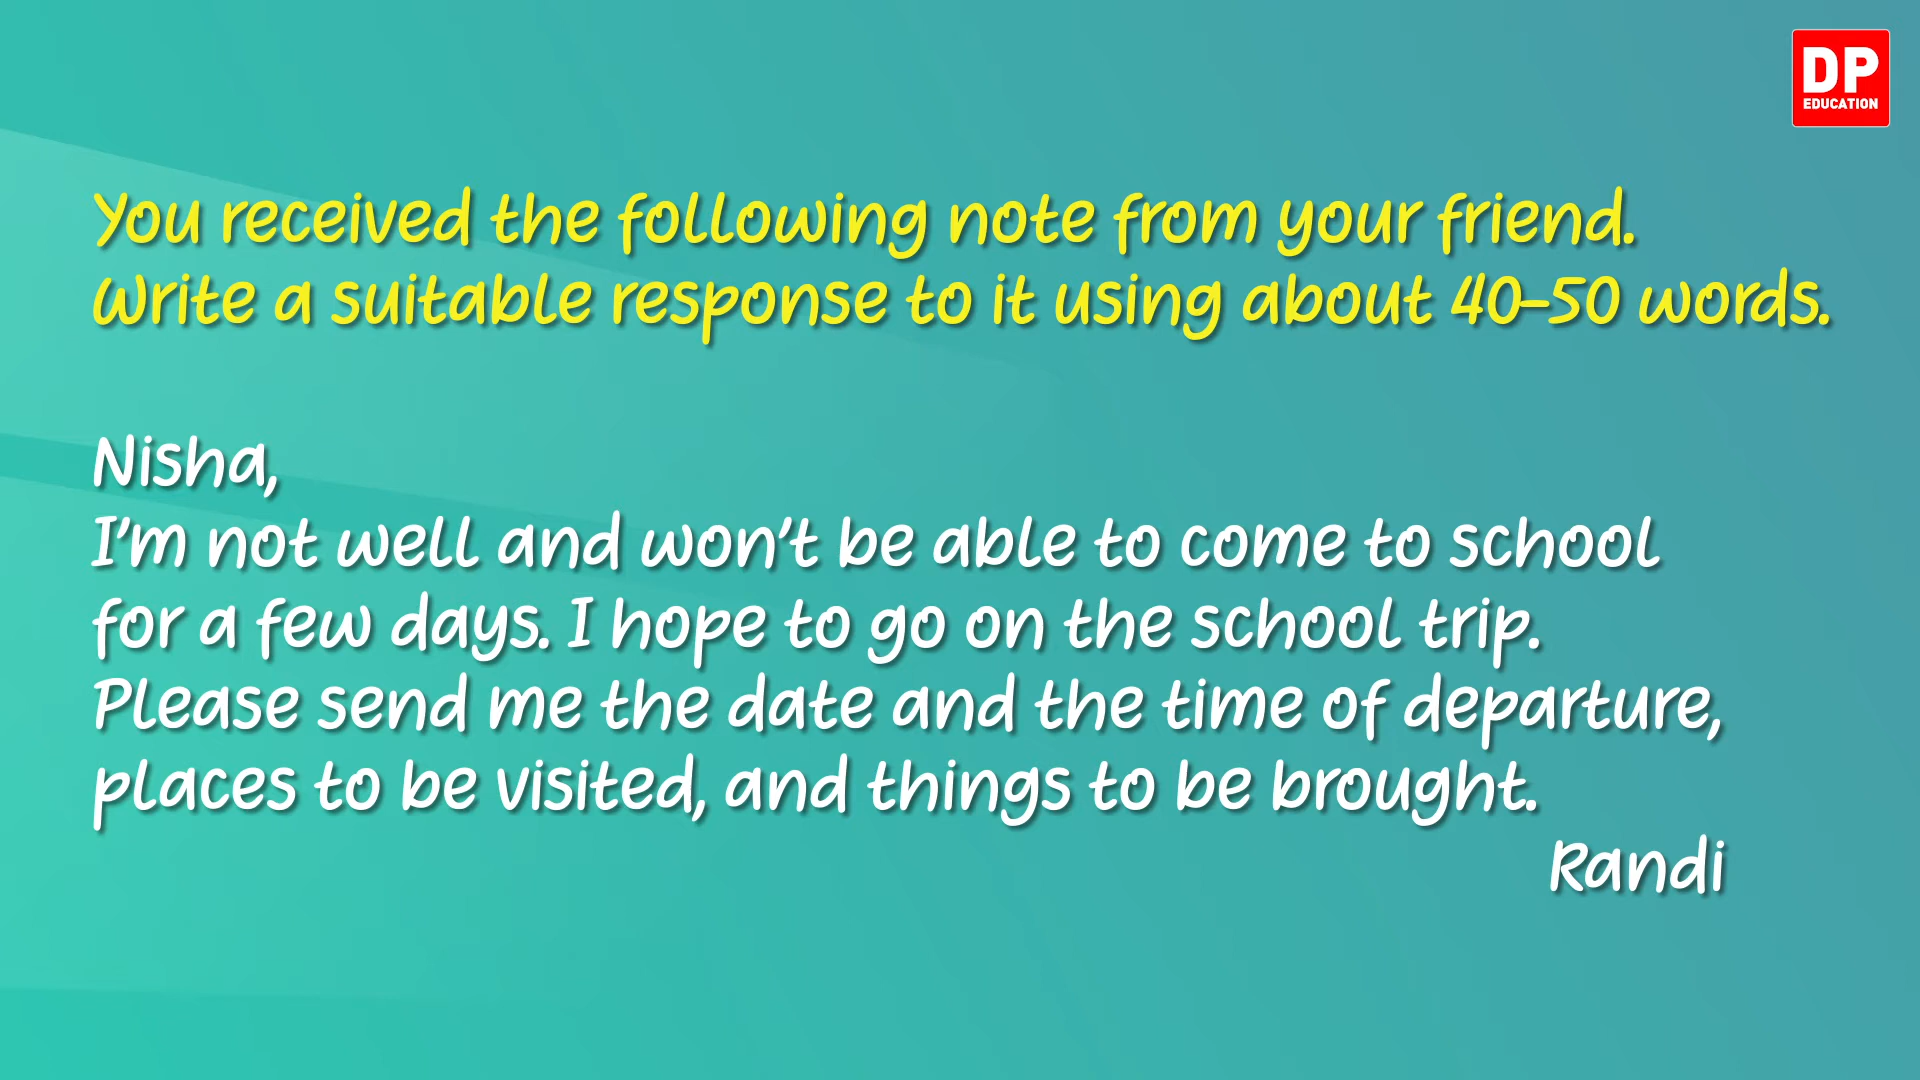 DP
EDUCATION
You received the following note from your friend.
Write a suitable response to it using about 40-50 words.
Nisha,
I'm not well and won't be able to come to school
for a few days. I hope to go on the school trip.
Please send me the date and the time of departure,
places to be visited, and things to be brought.
Randi